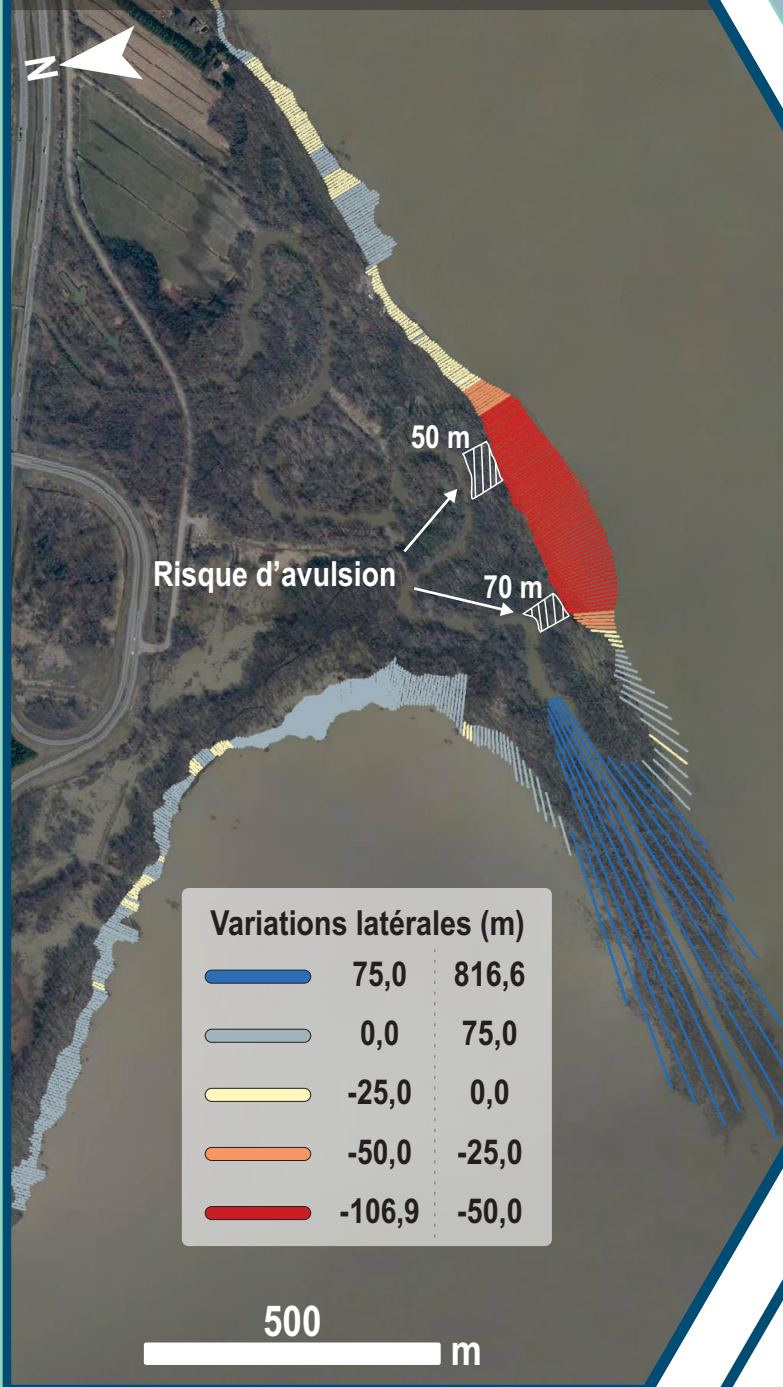 N
50 m
Risque d'avulsion
70 m
Variations latérales (m)
75,0 816,6
0,0 75,0
-25,0 0,0
-50,0 -25,0
-106,9 -50,0
500
m